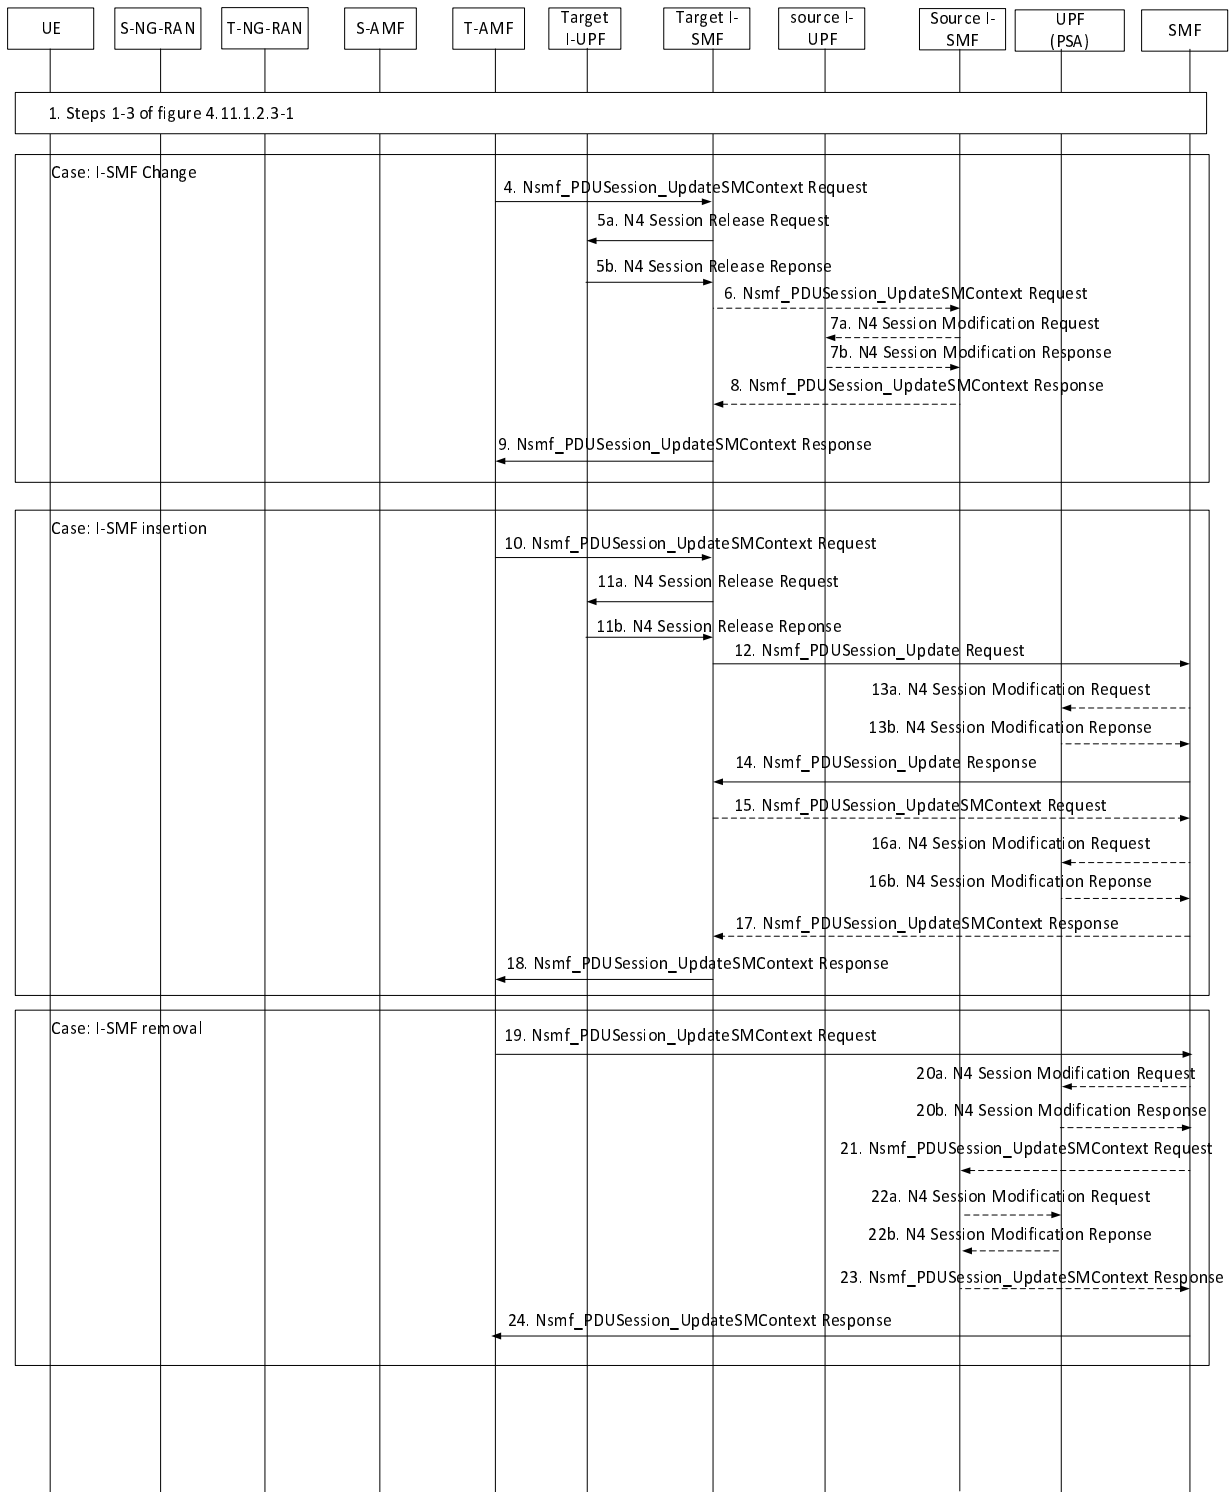 UE
S-NG-RAN
T-NG-RAN
S-AMF
T-AMF
Target
I-UPF
Target I-
SMF
source I-
UPF
Source I-
SMF
UPF
(PSA)
SMF
1. Steps 1-3 of figure 4.11.1.2.3-1
Case: I-SMF Change
4. Nsmf_PDUSession_UpdateSMContext Request
5a. N4 Session Release Request
5b. N4 Session Release Reponse
6. Nsmf_PDUSession_UpdateSMContext Request
7a. N4 Session Modification Request
7b. N4 Session Modification Response
8. Nsmf_PDUSession_UpdateSMContext Response
9. Nsmf_PDUSession_UpdateSMContext Response
Case: I-SMF insertion
10. Nsmf_PDUSession_UpdateSMContext Request
11a. N4 Session Release Request
11b. N4 Session Release Reponse
12. Nsmf_PDUSession_Update Request
13a. N4 Session Modification Request
13b. N4 Session Modification Reponse
14. Nsmf_PDUSession_Update Response
15. Nsmf_PDUSession_UpdateSMContext Request
16a. N4 Session Modification Request
16b. N4 Session Modification Reponse
17. Nsmf_PDUSession_UpdateSMContext Response
18. Nsmf_PDUSession_UpdateSMContext Response
Case: I-SMF removal
19. Nsmf_PDUSession_UpdateSMContext Request
20a. N4 Session Modification Request
20b. N4 Session Modification Response
21. Nsmf_PDUSession_UpdateSMContext Request
22a. N4 Session Modification Request
22b. N4 Session Modification Reponse
23. Nsmf_PDUSession_UpdateSMContext Response
24. Nsmf_PDUSession_UpdateSMContext Response